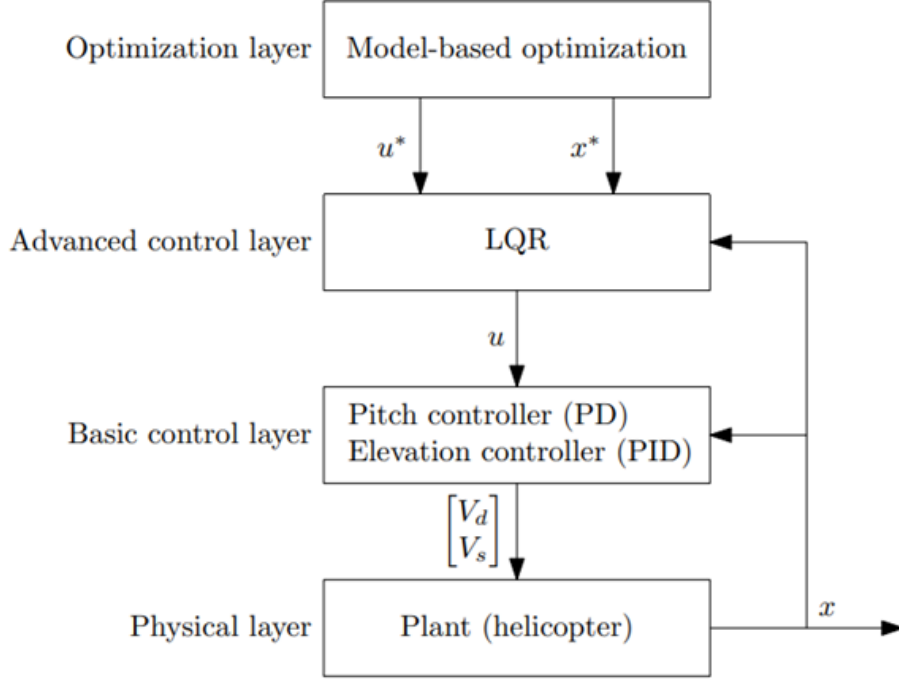 Optimization layer
Model-based optimization
u*
x*
Advanced control layer
LQR
u
Basic control layer
Pitch controller (PD)
Elevation controller (PID)
[V_d
V_s]
Physical layer
Plant (helicopter)
x